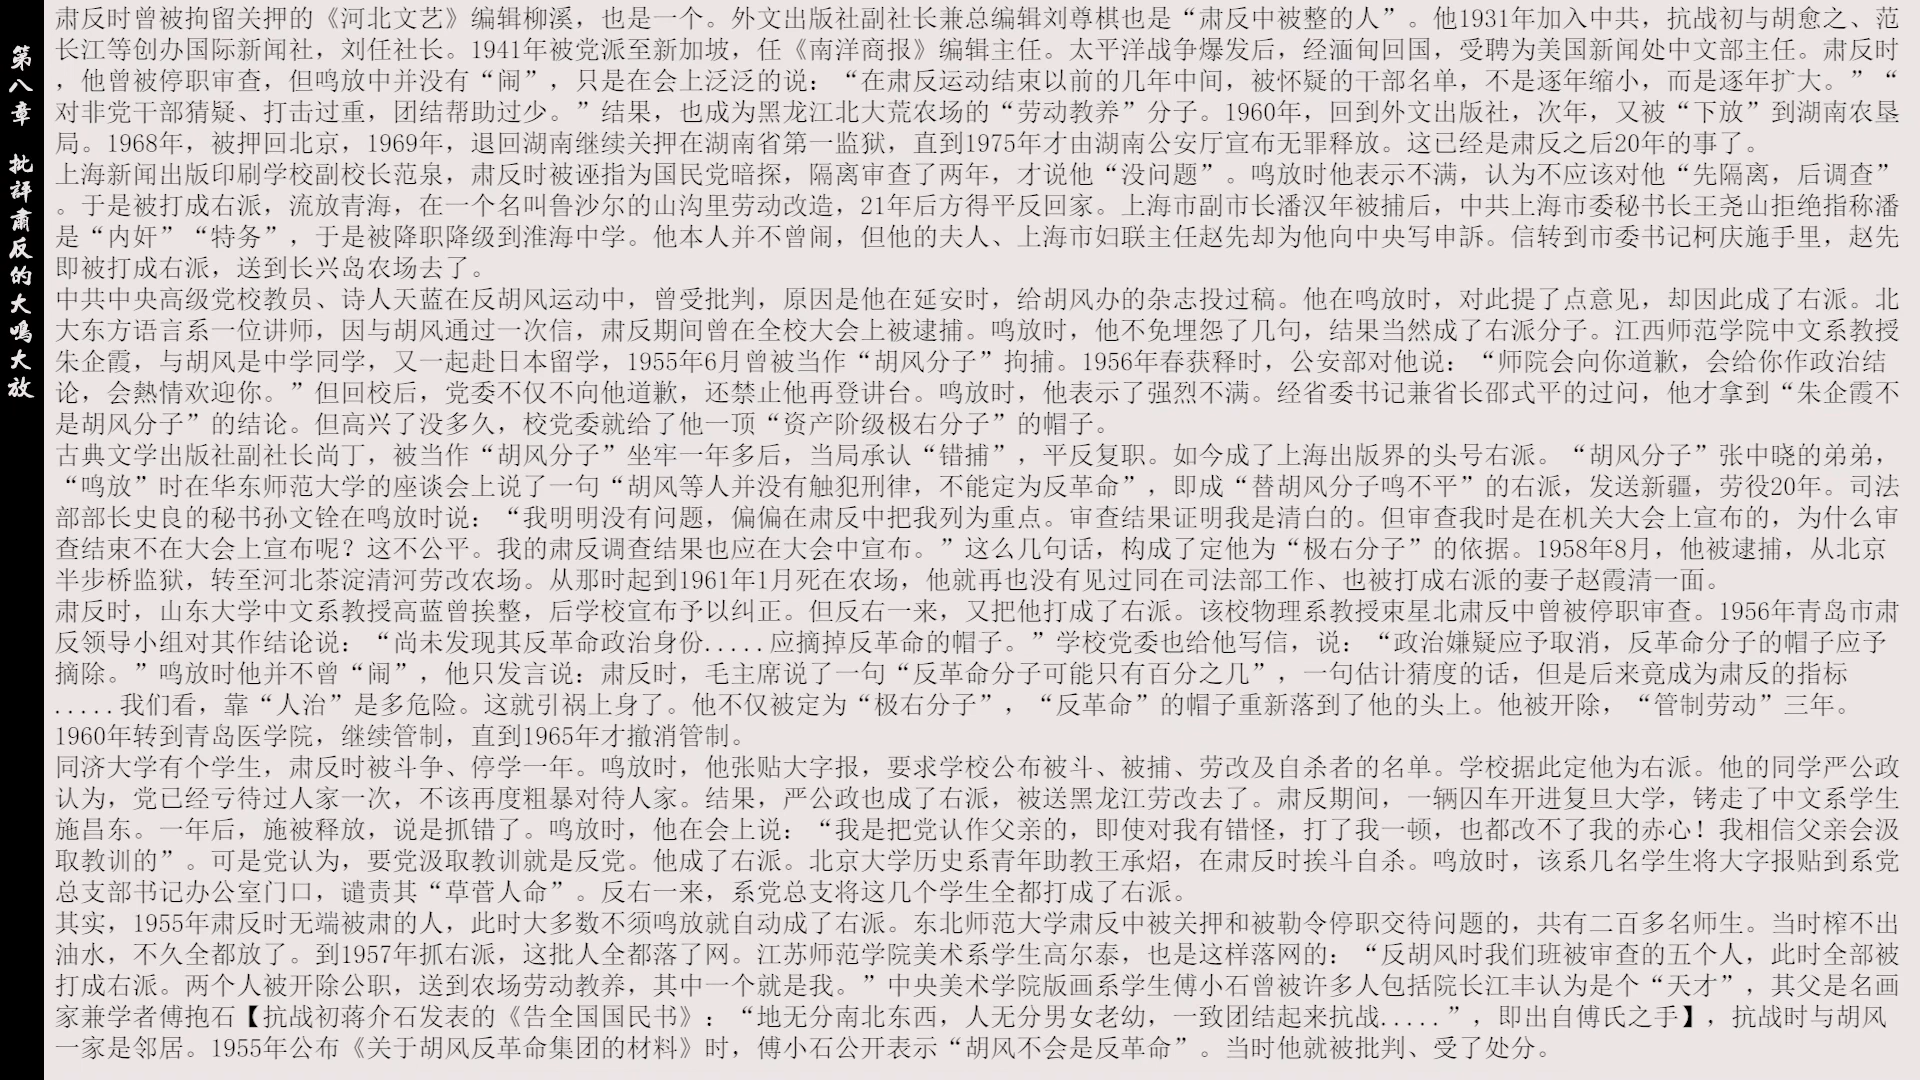 第八章 批評肅反的大鳴大放
肃反时曾被拘留关押的《河北文艺》编辑柳溪，也是一个。外文出版社副社长兼总编辑刘尊棋也是“肃反中被整的人”。他1931年加入中共，抗战初与胡愈之、范
长江等创办国际新闻社，刘任社长。1941年被党派至新加坡，任《南洋商报》编辑主任。太平洋战争爆发后，经湎甸回国，受聘为美国新闻处中文部主任。肃反时
，他曾被停职审查，但鸣放中并没有“闹”，只是在会上泛泛的说：“在肃反运动结束以前的几年中间，被怀疑的干部名单，不是逐年缩小，而是逐年扩大。”“
对非党干部猜疑、打击过重，团结帮助过少。”结果，也成为黑龙江北大荒农场的“劳动教养”分子。1960年，回到外文出版社，次年，又被“下放”到湖南农垦
局。1968年，被押回北京，1969年，退回湖南继续关押在湖南省第一监狱，直到1975年才由湖南公安厅宣布无罪释放。这已经是肃反之后20年的事了。
上海新闻出版印刷学校副校长范泉，肃反时被诬指为国民党暗探，隔离审查了两年，才说他“没问题”。鸣放时他表示不满，认为不应该对他“先隔离，后调查”
。于是被打成右派，流放青海，在一个名叫鲁沙尔的山沟里劳动改造，21年后方得平反回家。上海市副市长潘汉年被捕后，中共上海市委秘书长王尧山拒绝指称潘
是“内奸”“特务”，于是被降职降级到淮海中学。他本人并不曾闹，但他的夫人、上海市妇联主任赵先却为他向中央写申訴。信转到市委书记柯庆施手里，赵先
即被打成右派，送到长兴岛农场去了。
中共中央高级党校教员、诗人天蓝在反胡风运动中，曾受批判，原因是他在延安时，给胡风办的杂志投过稿。他在鸣放时，对此提了点意见，却因此成了右派。北
大东方语言系一位讲师，因与胡风通过一次信，肃反期间曾在全校大会上被逮捕。鸣放时，他不免埋怨了几句，结果当然成了右派分子。江西师范学院中文系教授
朱企霞，与胡风是中学同学，又一起赴日本留学，1955年6月曾被当作“胡风分子”拘捕。1956年春获释时，公安部对他说：“师院会向你道歉，会给你作政治结
论，会熱情欢迎你。”但回校后，党委不仅不向他道歉，还禁止他再登讲台。鸣放时，他表示了强烈不满。经省委书记兼省长邵式平的过问，他才拿到“朱企霞不
是胡风分子”的结论。但高兴了没多久，校党委就给了他一顶“资产阶级极右分子”的帽子。
古典文学出版社副社长尚丁，被当作“胡风分子”坐牢一年多后，当局承认“错捕”，平反复职。如今成了上海出版界的头号右派。“胡风分子”张中晓的弟弟，
“鸣放”时在华东师范大学的座谈会上说了一句“胡风等人并没有触犯刑律，不能定为反革命”，即成“替胡风分子鸣不平”的右派，发送新疆，劳役20年。司法
部部长史良的秘书孙文铨在鸣放时说：“我明明没有问题，偏偏在肃反中把我列为重点。审查结果证明我是清白的。但审查我时是在机关大会上宣布的，为什么审
查结束不在大会上宣布呢？这不公平。我的肃反调查结果也应在大会中宣布。”这么几句话，构成了定他为“极右分子”的依据。1958年8月，他被逮捕，从北京
半步桥监狱，转至河北茶淀清河劳改农场。从那时起到1961年1月死在农场，他就再也没有见过同在司法部工作、也被打成右派的妻子赵霞清一面。
肃反时，山东大学中文系教授高蓝曾挨整，后学校宣布予以纠正。但反右一来，又把他打成了右派。该校物理系教授束星北肃反中曾被停职审查。1956年青岛市肃
反领导小组对其作结论说：“尚未发现其反革命政治身份.....应摘掉反革命的帽子。”学校党委也给他写信，说：“政治嫌疑应予取消，反革命分子的帽子应予
摘除。”鸣放时他并不曾“闹”，他只发言说：肃反时，毛主席说了一句“反革命分子可能只有百分之几”，一句估计猜度的话，但是后来竟成为肃反的指标
.....我们看，靠“人治”是多危险。这就引祸上身了。他不仅被定为“极右分子”，“反革命”的帽子重新落到了他的头上。他被开除，“管制劳动”三年。
1960年转到青岛医学院，继续管制，直到1965年才撤消管制。
同济大学有个学生，肃反时被斗争、停学一年。鸣放时，他张贴大字报，要求学校公布被斗、被捕、劳改及自杀者的名单。学校据此定他为右派。他的同学严公政
认为，党已经亏待过人家一次，不该再度粗暴对待人家。结果，严公政也成了右派，被送黑龙江劳改去了。肃反期间，一辆囚车开进复旦大学，铐走了中文系学生
施昌东。一年后，施被释放，说是抓错了。鸣放时，他在会上说：“我是把党认作父亲的，即使对我有错怪，打了我一顿，也都改不了我的赤心！我相信父亲会汲
取教训的”。可是党认为，要党汲取教训就是反党。他成了右派。北京大学历史系青年助教王承炤，在肃反时挨斗自杀。鸣放时，该系几名学生将大字报贴到系党
总支部书记办公室门口，谴责其“草菅人命”。反右一来，系党总支将这几个学生全都打成了右派。
其实，1955年肃反时无端被肃的人，此时大多数不须鸣放就自动成了右派。东北师范大学肃反中被关押和被勒令停职交待问题的，共有二百多名师生。当时榨不出
油水，不久全都放了。到1957年抓右派，这批人全都落了网。江苏师范学院美术系学生高尔泰，也是这样落网的：“反胡风时我们班被审查的五个人，此时全部被
打成右派。两个人被开除公职，送到农场劳动教养，其中一个就是我。”中央美术学院版画系学生傅小石曾被许多人包括院长江丰认为是个“天才”，其父是名画
家兼学者傅抱石【抗战初蒋介石发表的《告全国国民书》：“地无分南北东西，人无分男女老幼，一致团结起来抗战.....”，即出自傅氏之手】，抗战时与胡风
一家是邻居。1955年公布《关于胡风反革命集团的材料》时，傅小石公开表示“胡风不会是反革命”。当时他就被批判、受了处分。